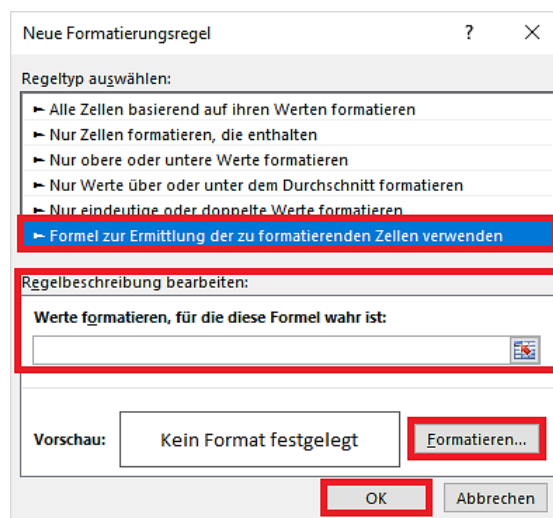 Neue Formatierungsregel ? ×
Regeltyp auswählen:
► Alle Zellen basierend auf ihren Werten formatieren
► Nur Zellen formatieren, die enthalten
► Nur obere oder untere Werte formatieren
► Nur Werte über oder unter dem Durchschnitt formatieren
► Nur eindeutige oder doppelte Werte formatieren
► Formel zur Ermittlung der zu formatierenden Zellen verwenden
Regelbeschreibung bearbeiten:
Werte formatieren, für die diese Formel wahr ist:
Vorschau: Kein Format festgelegt Formatieren...
OK Abbrechen